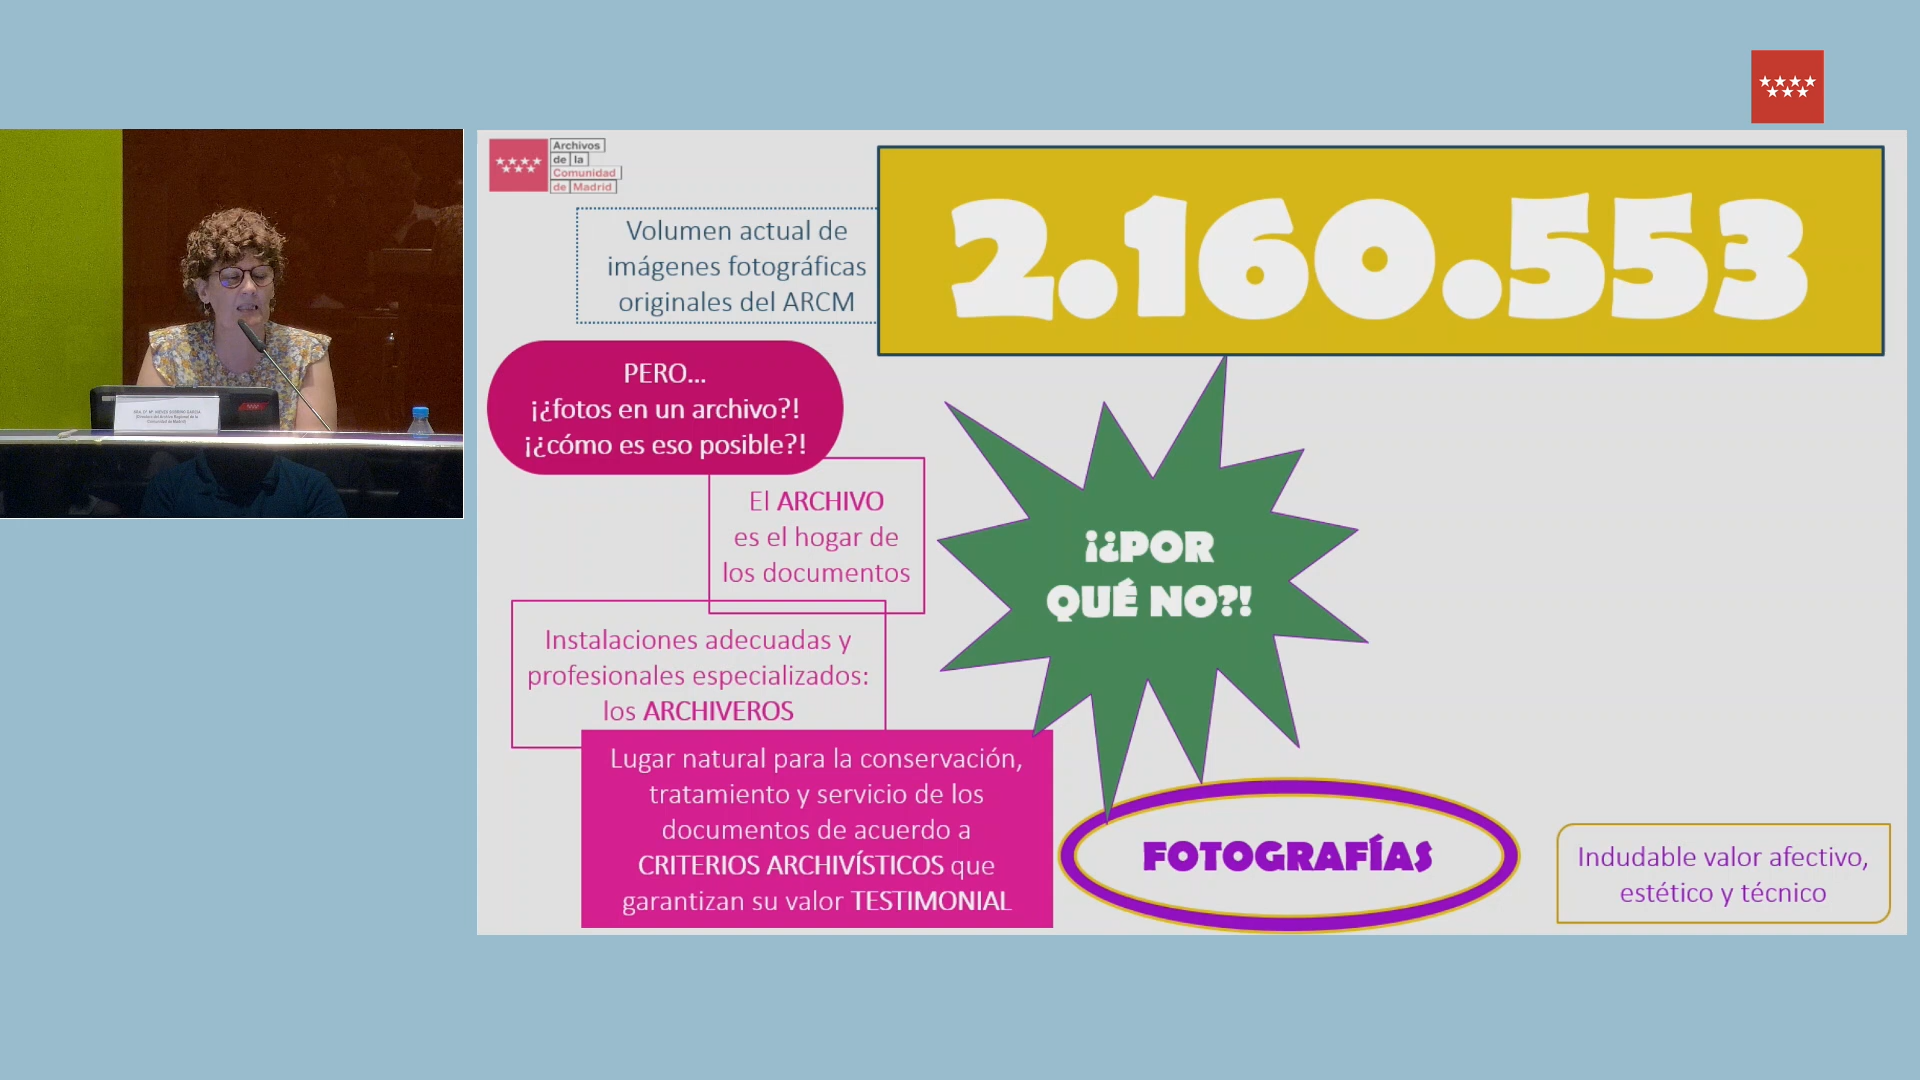 Archivos
de la
Comunidad
de Madrid
Volumen actual de
imágenes fotográficas
originales del ARCM
2.160.553
PERO...
¡¿fotos en un archivo?!
¡¿cómo es eso posible?!
El ARCHIVO
es el hogar de
los documentos
¡¿POR
QUÉ NO?!
Instalaciones adecuadas y
profesionales especializados:
los ARCHIVEROS
Lugar natural para la conservación,
tratamiento y servicio de los
documentos de acuerdo a
CRITERIOS ARCHIVÍSTICOS que
garantizan su valor TESTIMONIAL
FOTOGRAFÍAS
Indudable valor afectivo,
estético y técnico